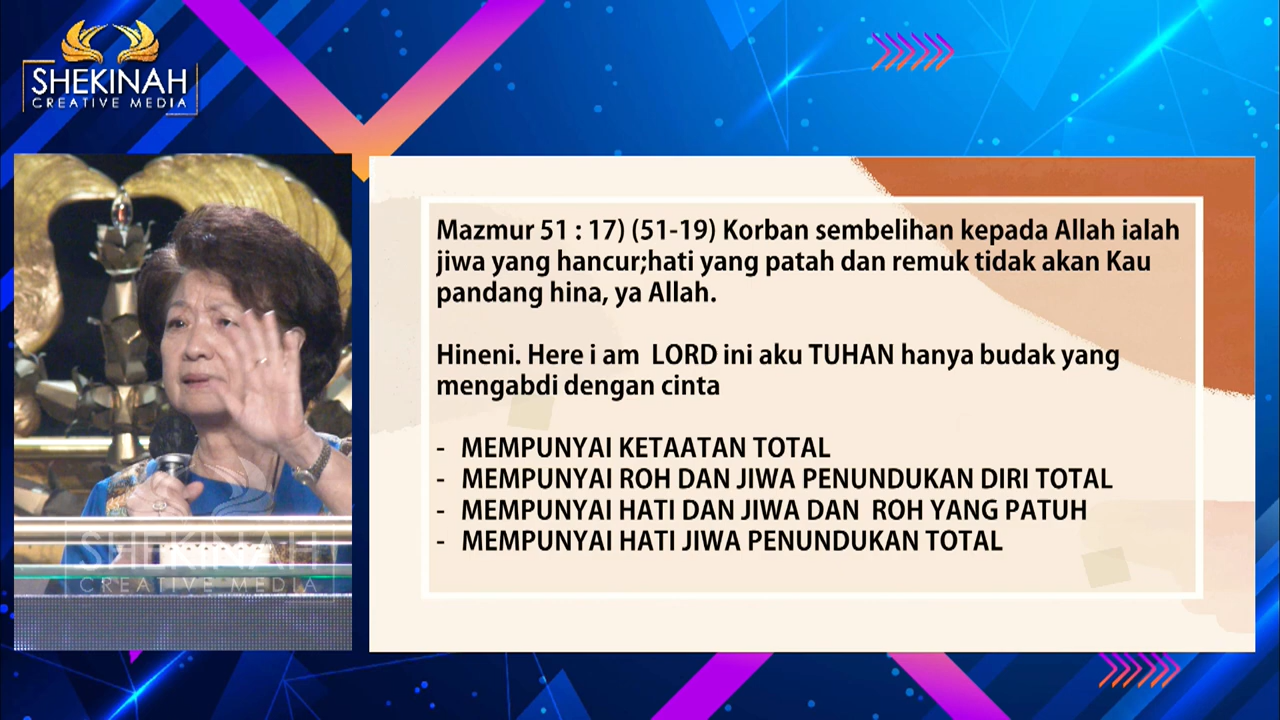 SHEKINAH
CREATIVE MEDIA
Mazmur 51 : 17) (51-19) Korban sembelihan kepada Allah ialah
jiwa yang hancur;hati yang patah dan remuk tidak akan Kau
pandang hina, ya Allah.
Hineni. Here i am  LORD ini aku TUHAN hanya budak yang
mengabdi dengan cinta
- MEMPUNYAI KETAATAN TOTAL
- MEMPUNYAI ROH DAN JIWA PENUNDUKAN DIRI TOTAL
- MEMPUNYAI HATI DAN JIWA DAN  ROH YANG PATUH
- MEMPUNYAI HATI JIWA PENUNDUKAN TOTAL
SHEKINAH
CREATIVE MEDIA